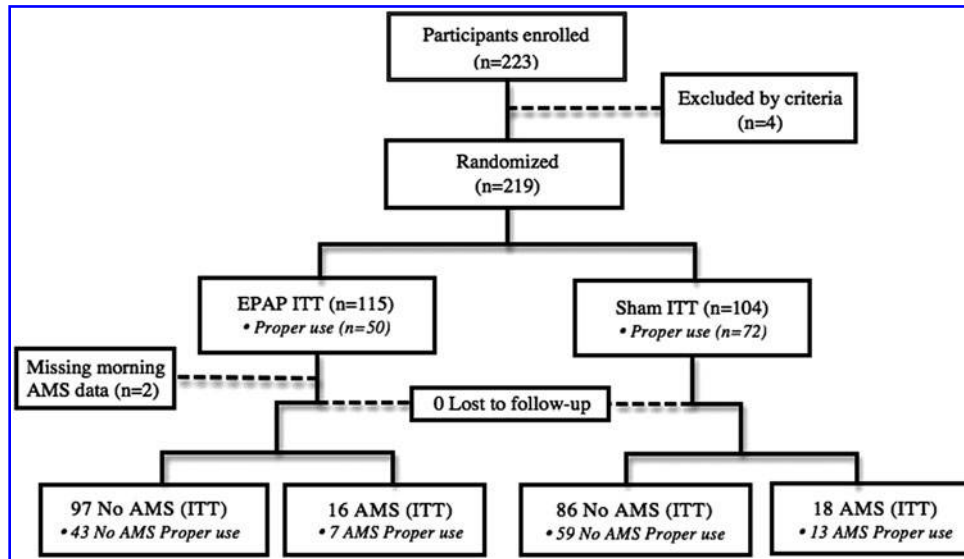 Participants enrolled
(n=223)
Excluded by criteria
(n=4)
Randomized
(n=219)
EPAP ITT (n=115)
• Proper use (n=50)
Sham ITT (n=104)
• Proper use (n=72)
Missing morning
AMS data (n=2)
0 Lost to follow-up
97 No AMS (ITT)
• 43 No AMS Proper use
16 AMS (ITT)
• 7 AMS Proper use
86 No AMS (ITT)
• 59 No AMS Proper use
18 AMS (ITT)
• 13 AMS Proper use